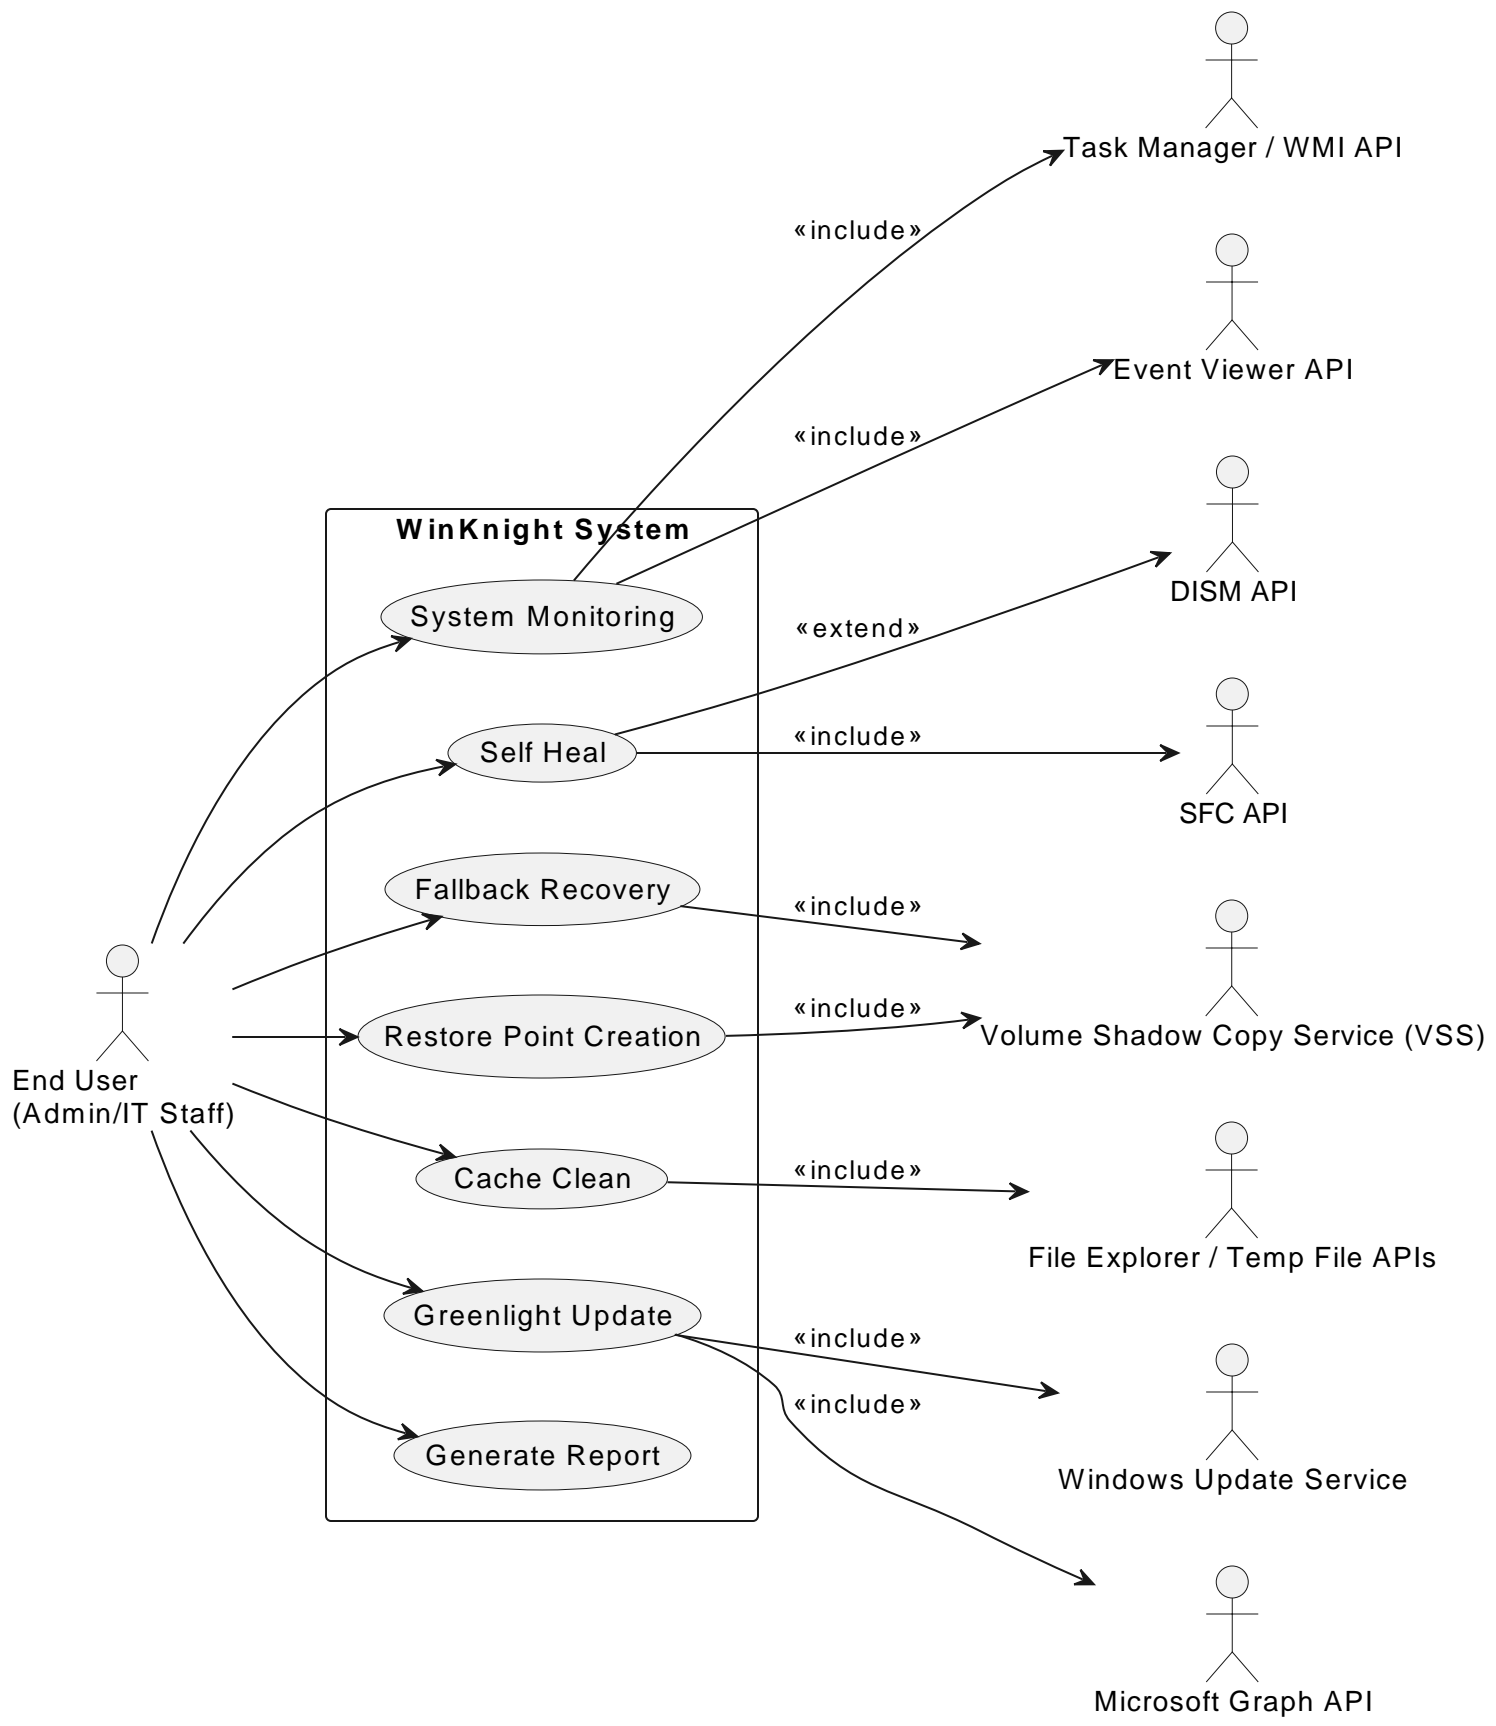 Task Manager / WMI API
«include»
Event Viewer API
«include»
WinKnight System
DISM API
System Monitoring
«extend»
«include»
Self Heal
SFC API
Fallback Recovery
«include»
«include»
Restore Point Creation
Volume Shadow Copy Service (VSS)
End User
(Admin/IT Staff)
Cache Clean
«include»
File Explorer / Temp File APIs
Greenlight Update
«include»
«include»
Generate Report
Windows Update Service
Microsoft Graph API